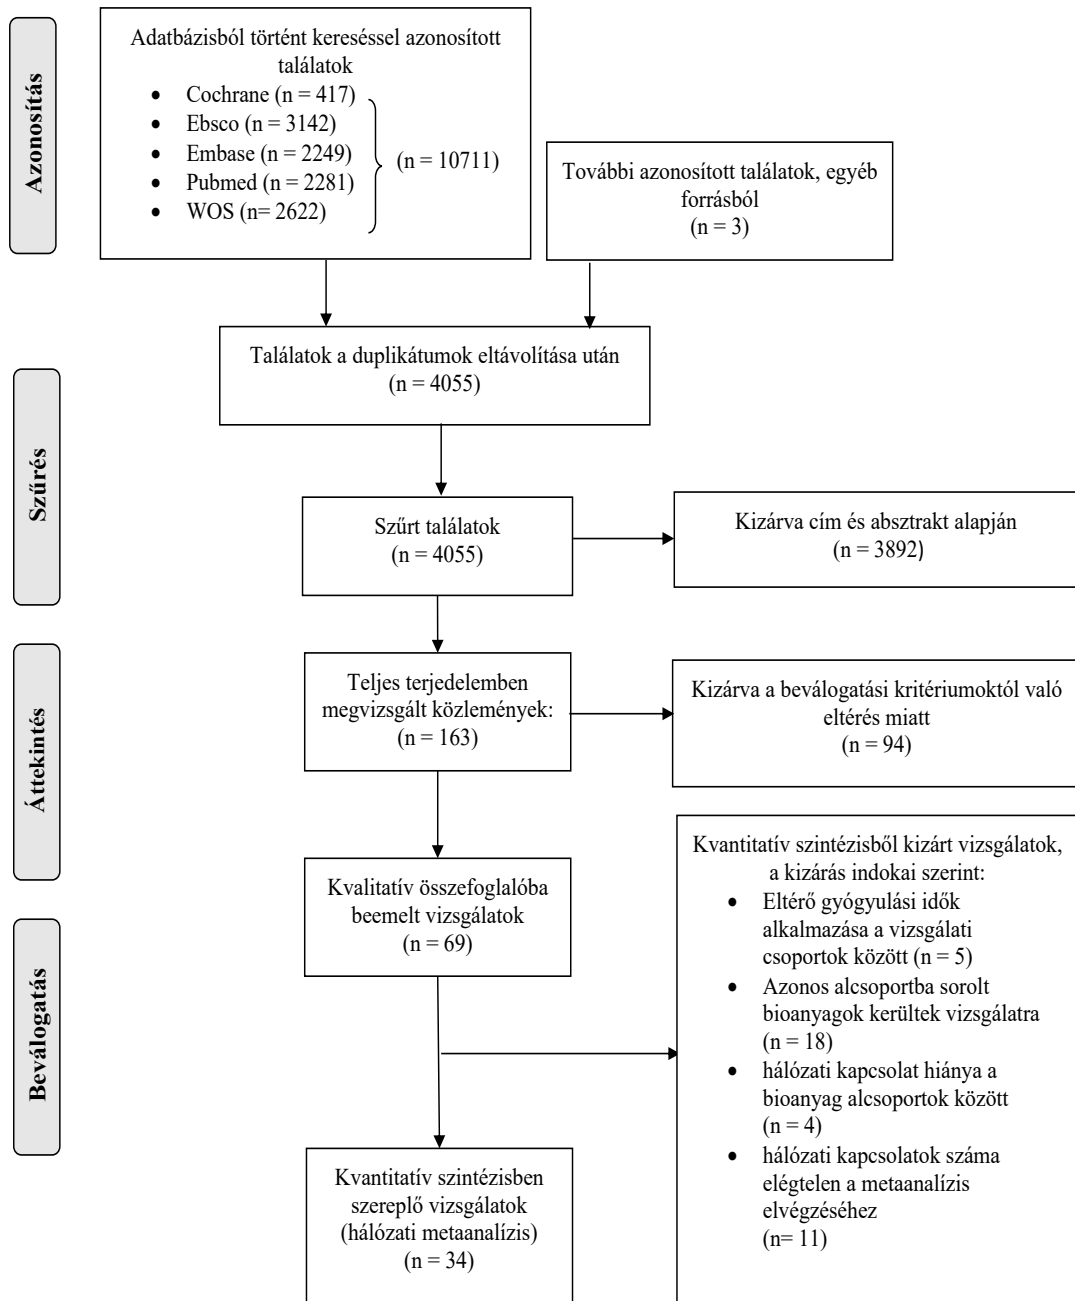 Azonosítás
Adatbázisból történt kereséssel azonosított
találatok
• Cochrane (n = 417)
• Ebsco (n = 3142)
• Embase (n = 2249)
• Pubmed (n = 2281)
• WOS (n= 2622)
(n = 10711)
További azonosított találatok, egyéb
forrásból
(n = 3)
Találatok a duplikátumok eltávolítása után
(n = 4055)
Szűrés
Szűrt találatok
(n = 4055)
Kizárva cím és absztrakt alapján
(n = 3892)
Áttekintés
Teljes terjedelemben
megvizsgált közlemények:
(n = 163)
Kizárva a beválogatási kritériumoktól való
eltérés miatt
(n = 94)
Kvalitatív összefoglalóba
beemelt vizsgálatok
(n = 69)
Beválogatás
Kvantitatív szintézisből kizárt vizsgálatok,
a kizárás indokai szerint:
• Eltérő gyógyulási idők
alkalmazása a vizsgálati
csoportok között (n = 5)
• Azonos alcsoportba sorolt
bioanyagok kerültek vizsgálatra
(n = 18)
• hálózati kapcsolat hiánya a
bioanyag alcsoportok között
(n = 4)
• hálózati kapcsolatok száma
elégtelen a metaanalízis
elvégzéséhez
(n= 11)
Kvantitatív szintézisben
szereplő vizsgálatok
(hálózati metaanalízis)
(n = 34)